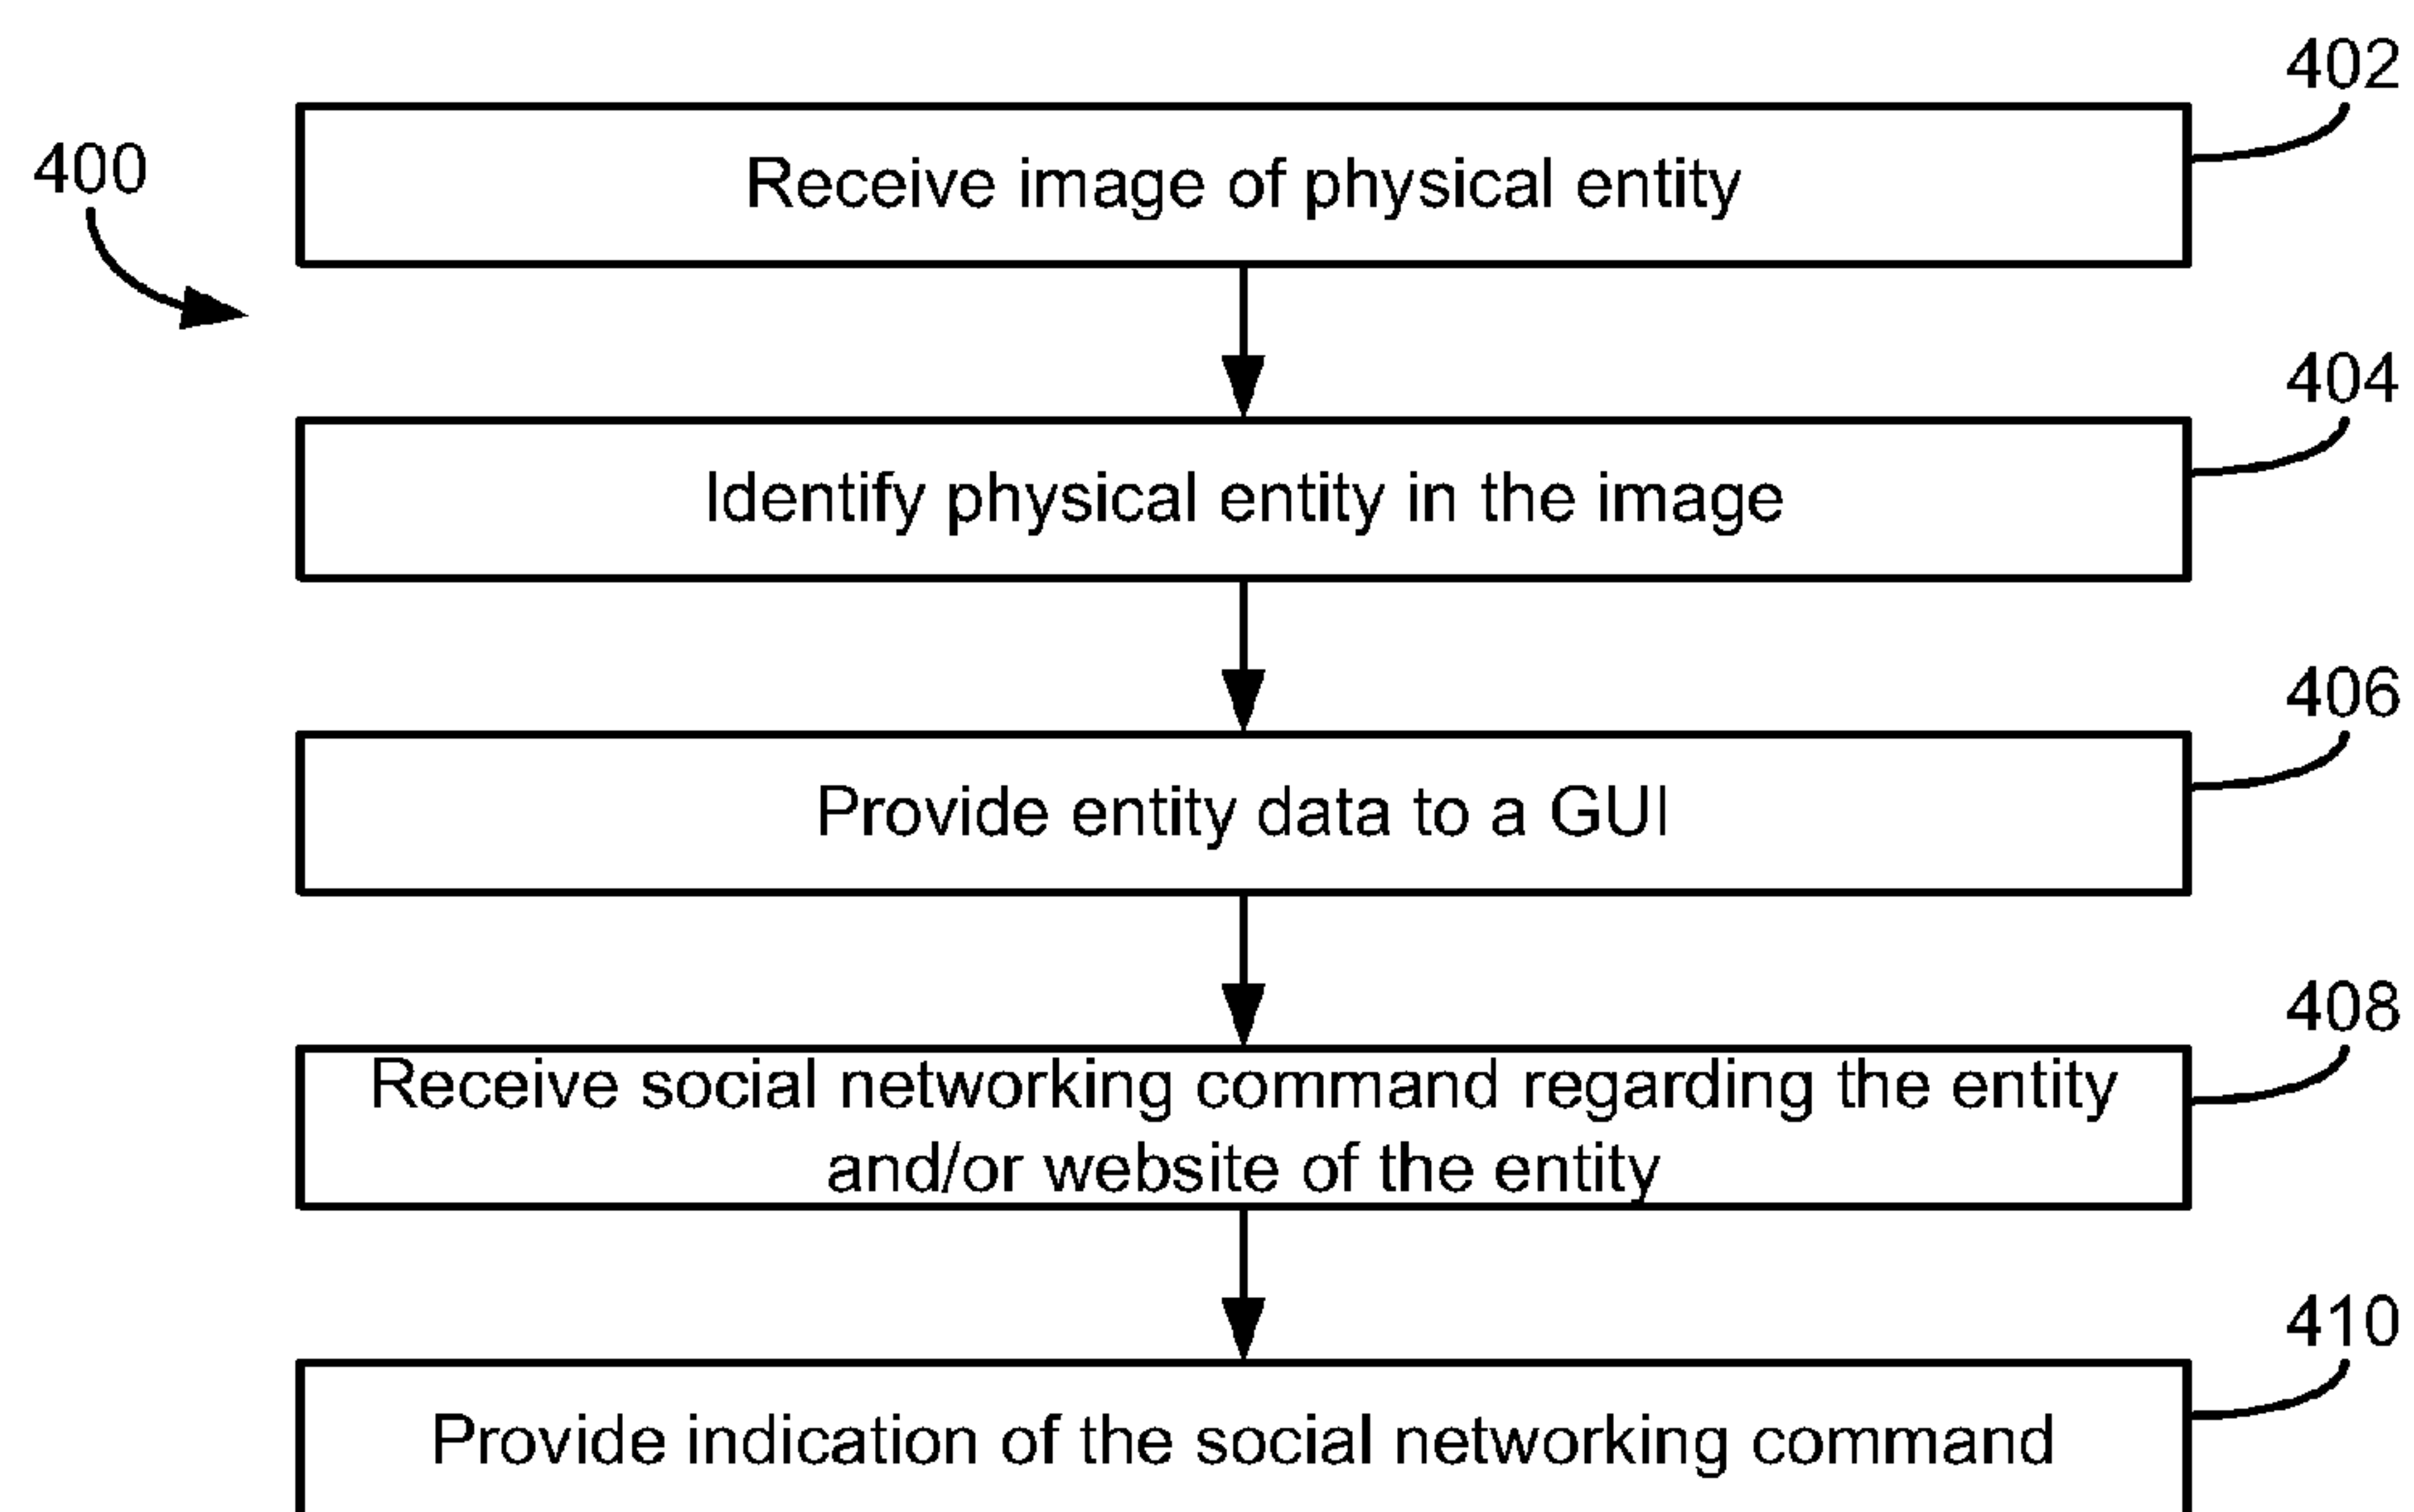 402
400
Receive image of physical entity
404
Identify physical entity in the image
406
Provide entity data to a GUI
408
Receive social networking command regarding the entity
and/or website of the entity
410
Provide indication of the social networking command